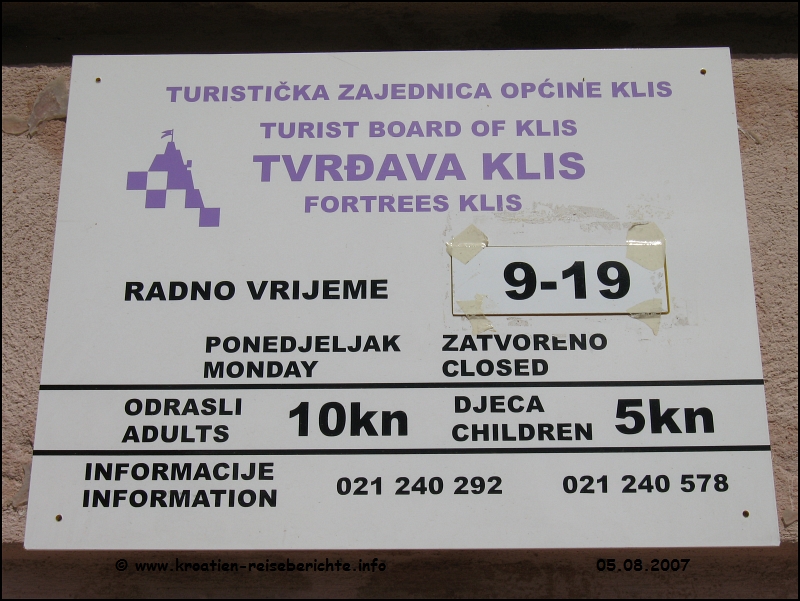 TURISTIČKA ZAJEDNICA OPĆINE KLIS
TURIST BOARD OF KLIS
TVRĐAVA KLIS
FORTREES KLIS
RADNO VRIJEME 9-19
PONEDJELJAK ZATVORENO
MONDAY CLOSED
ODRASLI 10kn DJECA 5kn
ADULTS CHILDREN
INFORMACIJE
INFORMATION 021 240 292 021 240 578
© www.kroatien-reiseberichte.info 05.08.2007